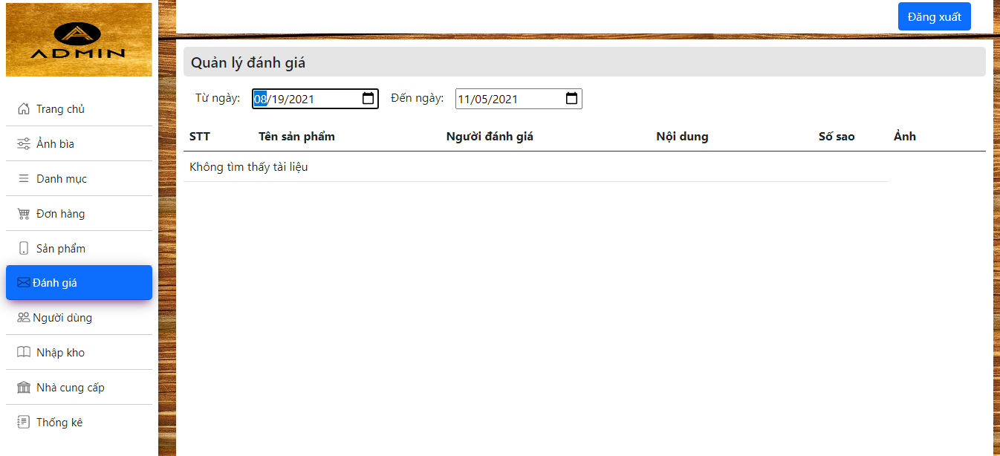 ADMIN
Đăng xuất
Quản lý đánh giá
Từ ngày: 08/19/2021 Đến ngày: 11/05/2021
STT Tên sản phẩm Người đánh giá Nội dung Số sao Ảnh
Không tìm thấy tài liệu
Trang chủ
Ảnh bìa
Danh mục
Đơn hàng
Sản phẩm
Đánh giá
Người dùng
Nhập kho
Nhà cung cấp
Thống kê